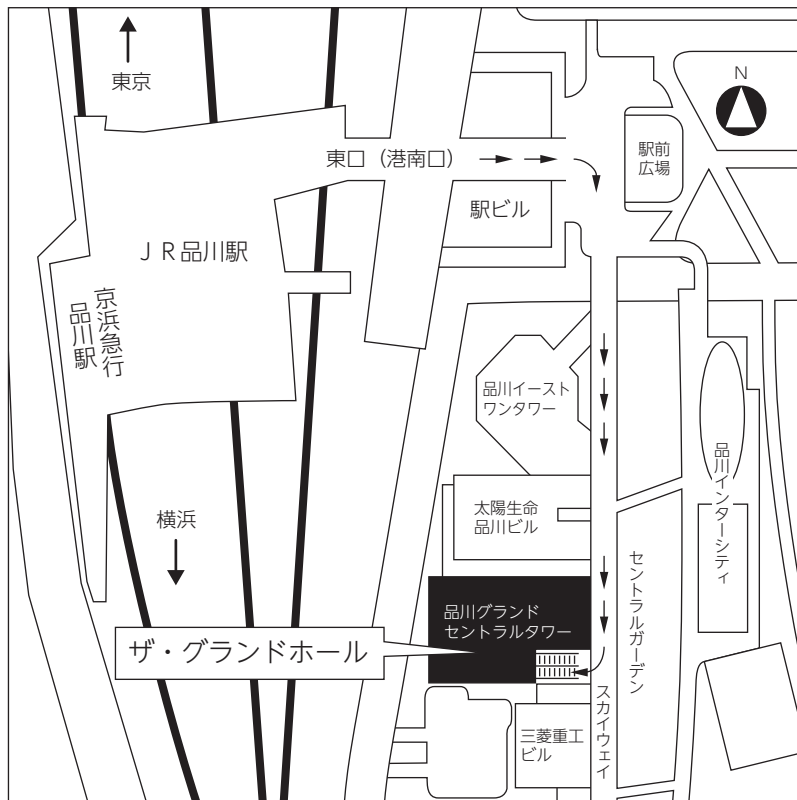 東京
N
駅前
広場
東口（港南口）
駅ビル
ＪＲ品川駅
京浜急行
品川駅
品川イースト
ワンタワー
品川インターシティ
太陽生命
品川ビル
横浜
セントラルガーデン
品川グランド
セントラルタワー
ザ・グランドホール
スカイウェイ
三菱重工
ビル